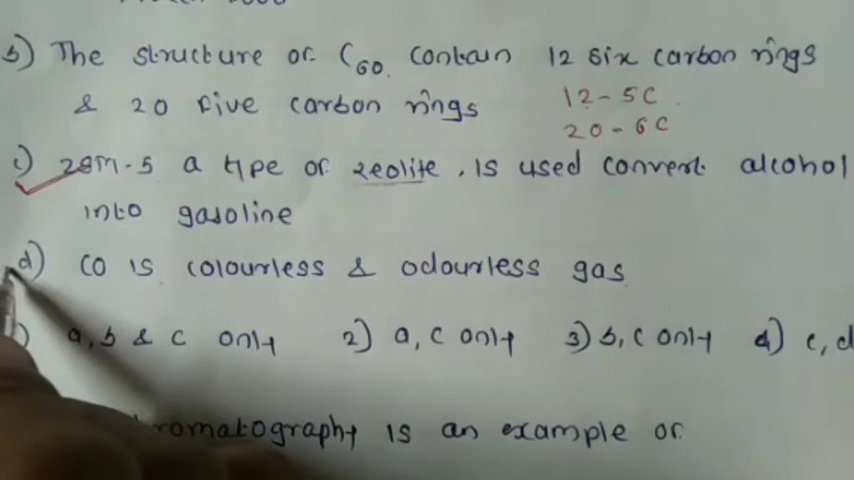 b) The structure of C60. contain 12 six carbon rings
& 20 five carbon rings 12-5C
20-6C
c) zsm-5 a type of zeolite. is used convert alcohol
into gasoline
d) CO is colourless & odourless gas
a, b & c only 2) a, c only 3) b, c only 4) c, d
romatography is an example of